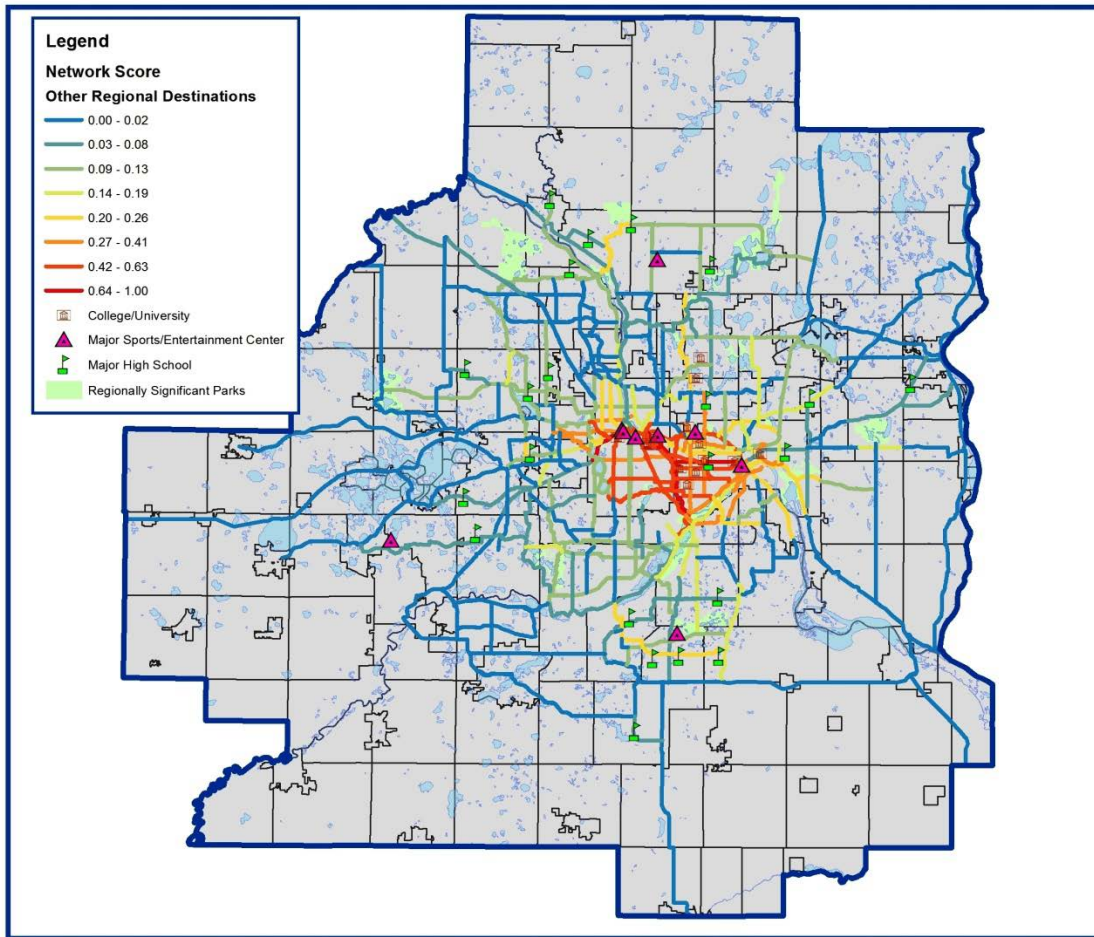 Legend
Network Score
Other Regional Destinations
0.00 - 0.02
0.03 - 0.08
0.09 - 0.13
0.14 - 0.19
0.20 - 0.26
0.27 - 0.41
0.42 - 0.63
0.64 - 1.00
College/University
Major Sports/Entertainment Center
Major High School
Regionally Significant Parks